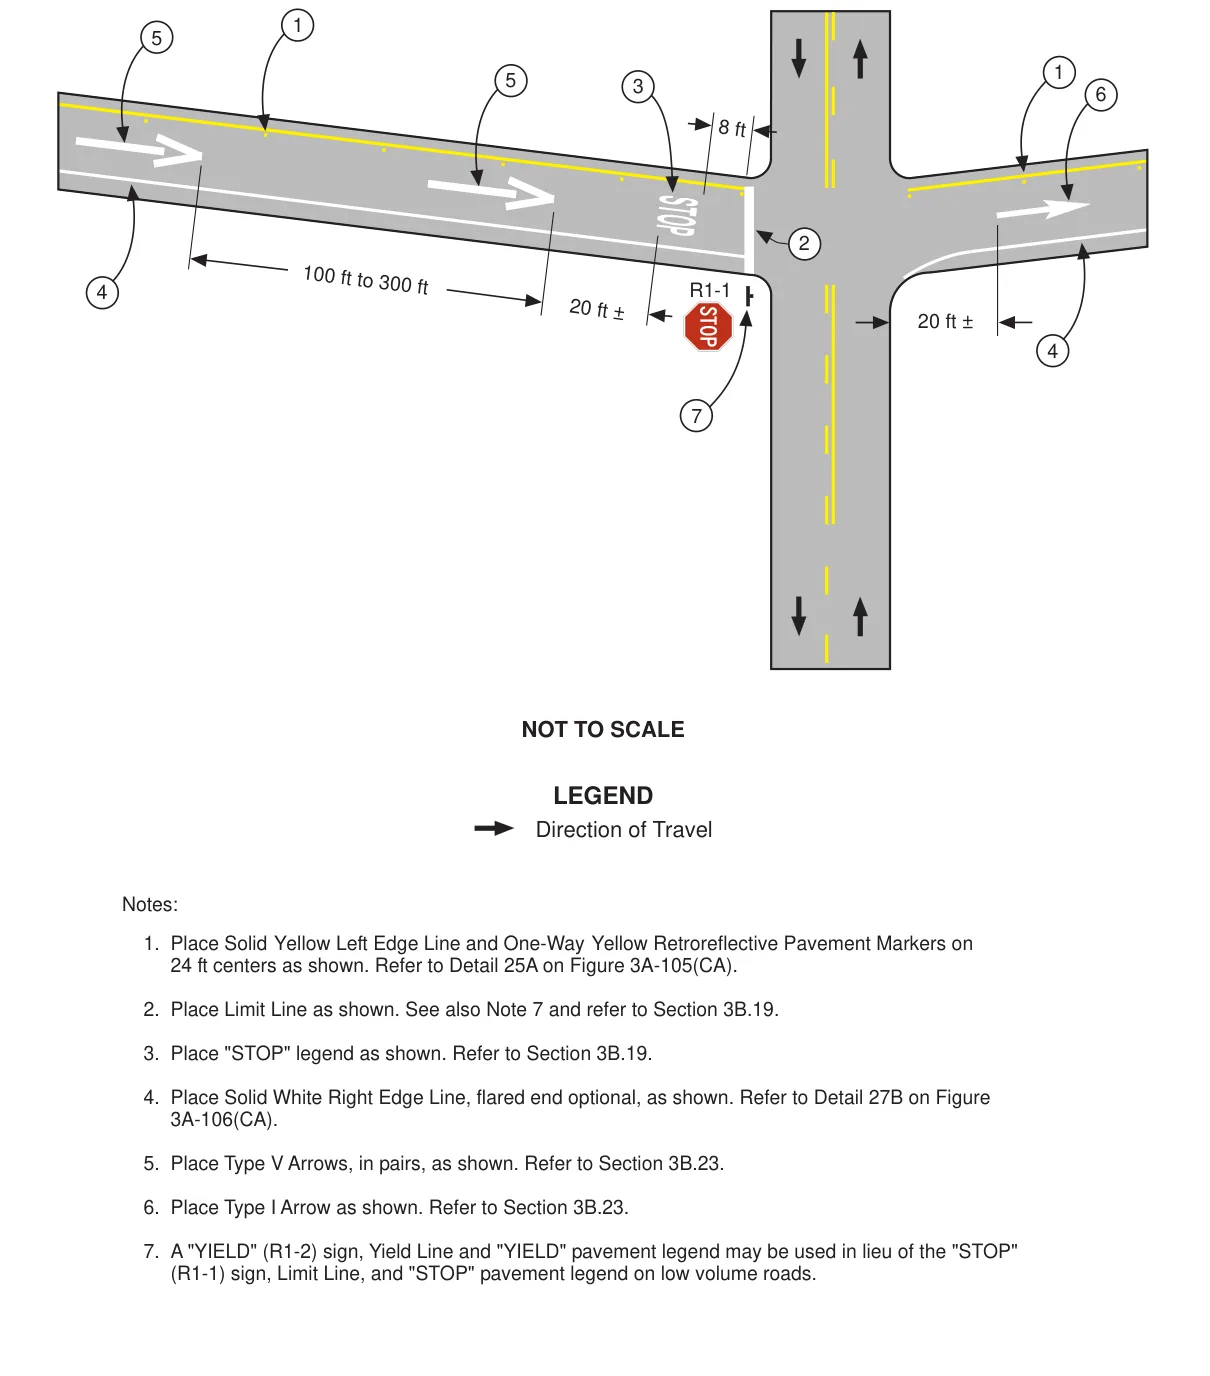 5
1
5
3
8 ft
1
6
STOP
2
4
100 ft to 300 ft
20 ft ±
R1-1
STOP
7
20 ft ±
4
NOT TO SCALE
LEGEND
Direction of Travel
Notes:
1. Place Solid Yellow Left Edge Line and One-Way Yellow Retroreflective Pavement Markers on
24 ft centers as shown. Refer to Detail 25A on Figure 3A-105(CA).
2. Place Limit Line as shown. See also Note 7 and refer to Section 3B.19.
3. Place "STOP" legend as shown. Refer to Section 3B.19.
4. Place Solid White Right Edge Line, flared end optional, as shown. Refer to Detail 27B on Figure
3A-106(CA).
5. Place Type V Arrows, in pairs, as shown. Refer to Section 3B.23.
6. Place Type I Arrow as shown. Refer to Section 3B.23.
7. A "YIELD" (R1-2) sign, Yield Line and "YIELD" pavement legend may be used in lieu of the "STOP"
(R1-1) sign, Limit Line, and "STOP" pavement legend on low volume roads.